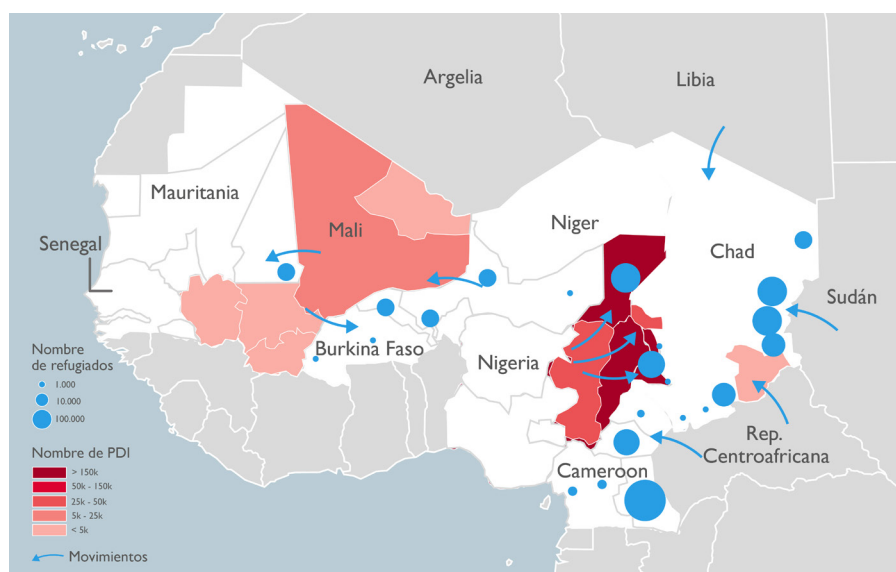 Argelia
Libia
Mauritania
Mali
Niger
Chad
Senegal
Sudán
Burkina Faso
Nigeria
Rep.
Centroafricana
Cameroon
Nombre
de refugiados
1.000
10.000
100.000
Nombre de PDI
> 150k
50k - 150k
25k - 50k
5k - 25k
< 5k
Movimientos